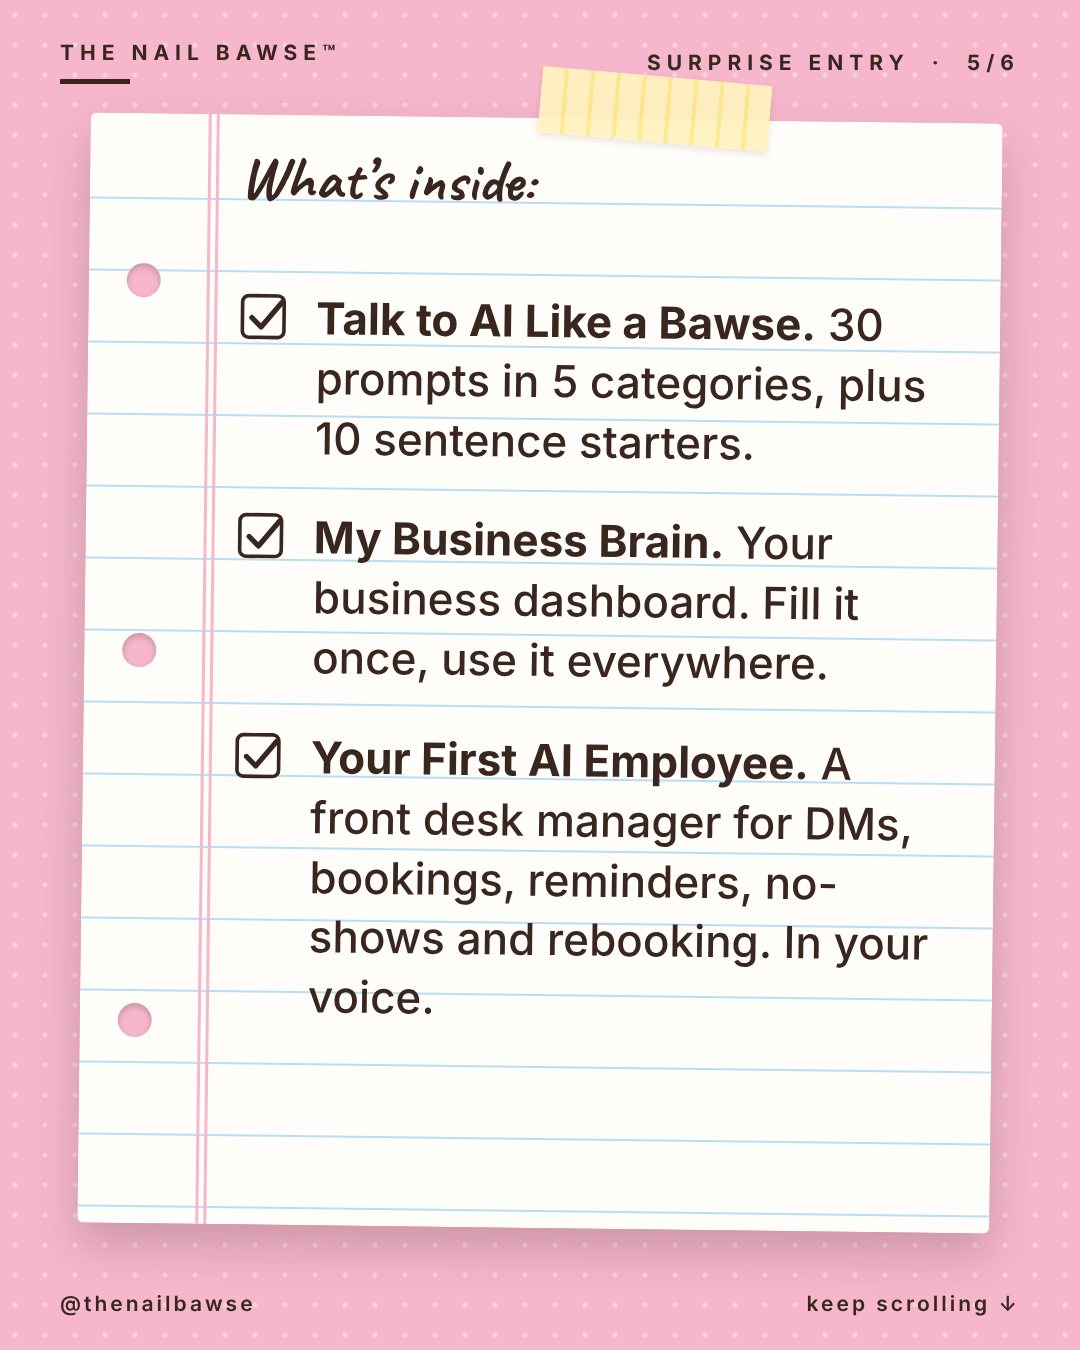 THE NAIL BAWSE™
SURPRISE ENTRY · 5/6
What's inside:
Talk to AI Like a Bawse. 30
prompts in 5 categories, plus
10 sentence starters.
My Business Brain. Your
business dashboard. Fill it
once, use it everywhere.
Your First AI Employee. A
front desk manager for DMs,
bookings, reminders, no-
shows and rebooking. In your
voice.
@thenailbawse
keep scrolling ↓